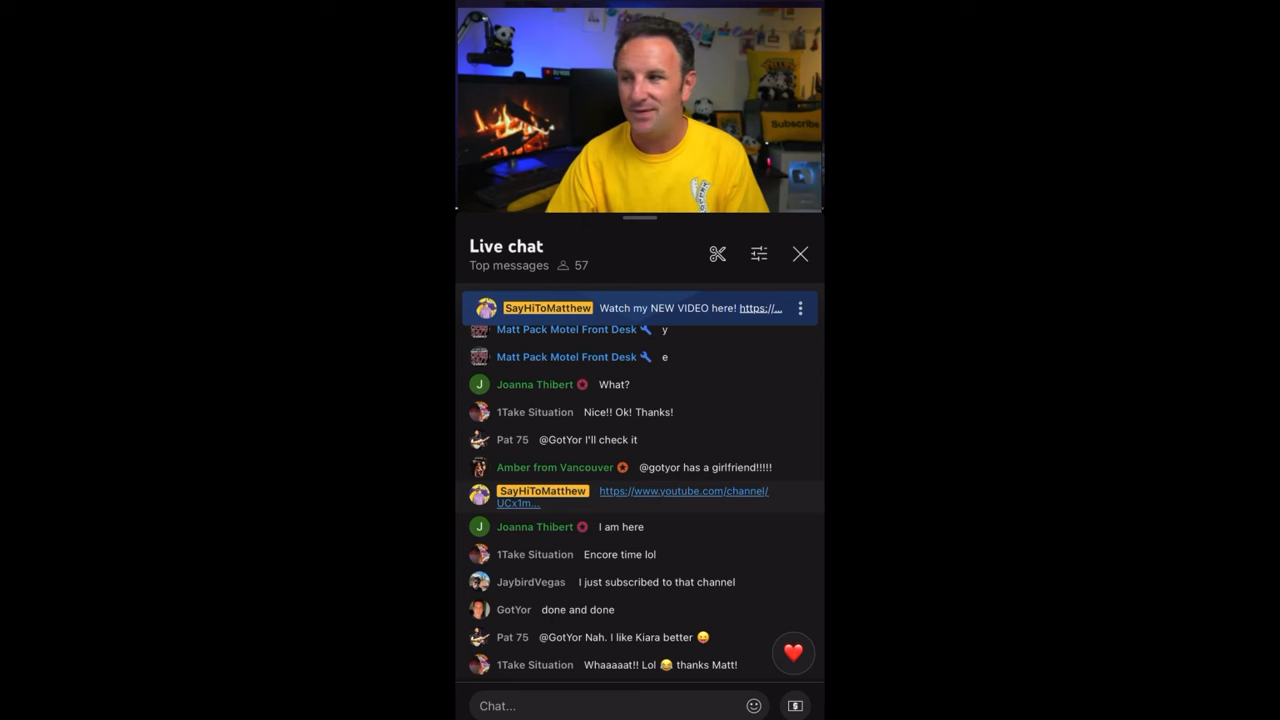 Subscribe
Live chat
Top messages 57
SayHiToMatthew Watch my NEW VIDEO here! https://...
Matt Pack Motel Front Desk y
Matt Pack Motel Front Desk e
J Joanna Thibert What?
1Take Situation Nice!! Ok! Thanks!
Pat 75 @GotYor I'll check it
Amber from Vancouver @gotyor has a girlfriend!!!!!
SayHiToMatthew https://www.youtube.com/channel/
UCx1m...
J Joanna Thibert I am here
1Take Situation Encore time lol
JaybirdVegas I just subscribed to that channel
GotYor done and done
Pat 75 @GotYor Nah. I like Kiara better 😝
1Take Situation Whaaaaat!! Lol 😂 thanks Matt!
❤️
Chat...